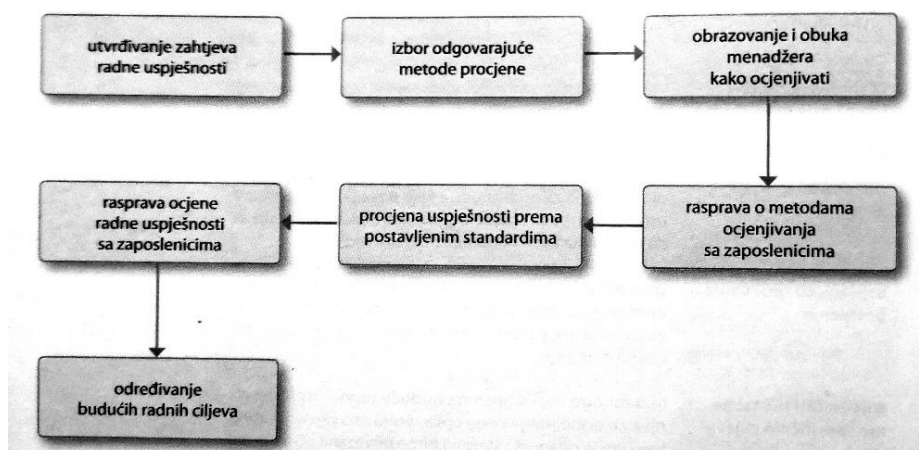 utvrđivanje zahtjeva
radne uspješnosti
izbor odgovarajuće
metode procjene
obrazovanje i obuka
menadžera
kako ocjenjivati
rasprava o metodama
ocjenjivanja
sa zaposlenicima
procjena uspješnosti prema
postavljenim standardima
rasprava ocjene
radne uspješnosti
sa zaposlenicima
određivanje
budućih radnih ciljeva